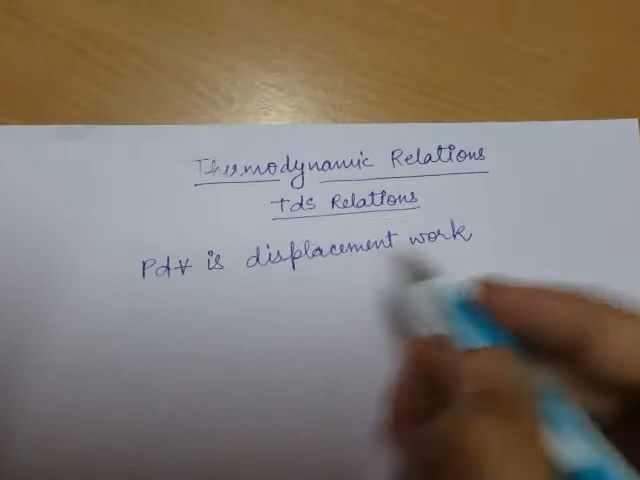 Thermodynamic Relations
Tds Relations
PdV is displacement work